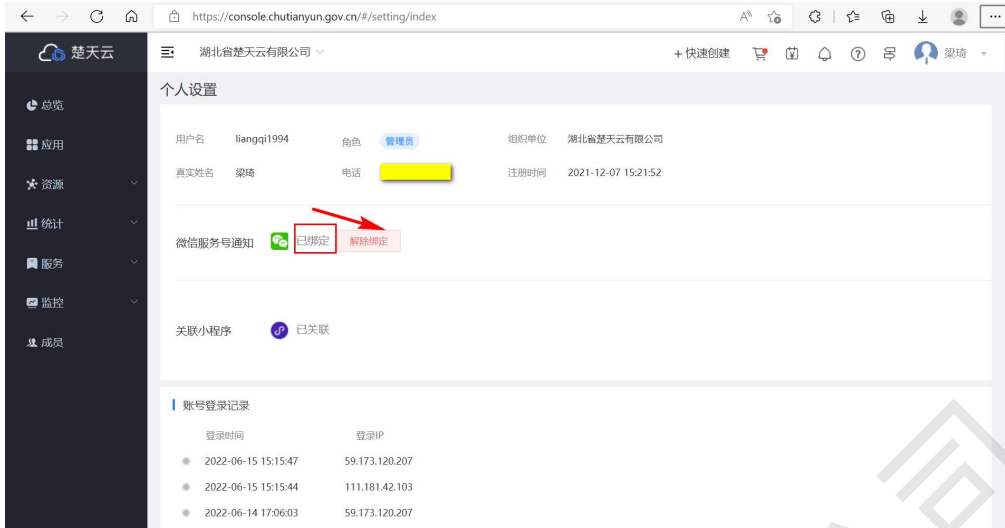 https://console.chutianyun.gov.cn/#/setting/index
楚天云
湖北省楚天云有限公司
+ 快速创建
梁琦
个人设置
总览
应用
资源
统计
服务
监控
成员
用户名 liangqi1994 角色 管理员 组织单位 湖北省楚天云有限公司
真实姓名 梁琦 电话 注册时间 2021-12-07 15:21:52
微信服务号通知 已绑定 解除绑定
关联小程序 已关联
账号登录记录
登录时间 登录IP
2022-06-15 15:15:47 59.173.120.207
2022-06-15 15:15:44 111.181.42.103
2022-06-14 17:06:03 59.173.120.207